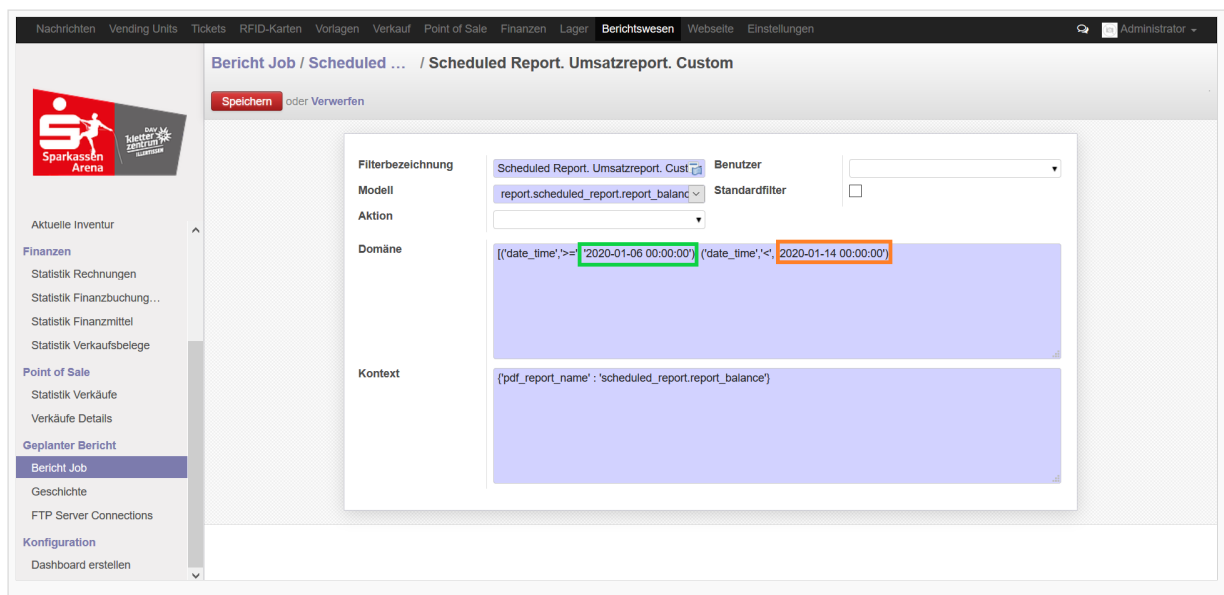 Nachrichten Vending Units Tickets RFID-Karten Vorlagen Verkauf Point of Sale Finanzen Lager Berichtswesen Webseite Einstellungen Administrator
Bericht Job / Scheduled ... / Scheduled Report. Umsatzreport. Custom
Speichern oder Verwerfen
DAV
kletter
zentrum
ILLERTISSEN
Sparkassen
Arena
Aktuelle Inventur
Finanzen
Statistik Rechnungen
Statistik Finanzbuchung...
Statistik Finanzmittel
Statistik Verkaufsbelege
Point of Sale
Statistik Verkäufe
Verkäufe Details
Geplanter Bericht
Bericht Job
Geschichte
FTP Server Connections
Konfiguration
Dashboard erstellen
Filterbezeichnung Scheduled Report. Umsatzreport. Cust Benutzer
Modell report.scheduled_report.report_balanc Standardfilter
Aktion
Domäne [('date_time','>=' '2020-01-06 00:00:00') ('date_time','<', 2020-01-14 00:00:00')
Kontext {'pdf_report_name' : 'scheduled_report.report_balance'}